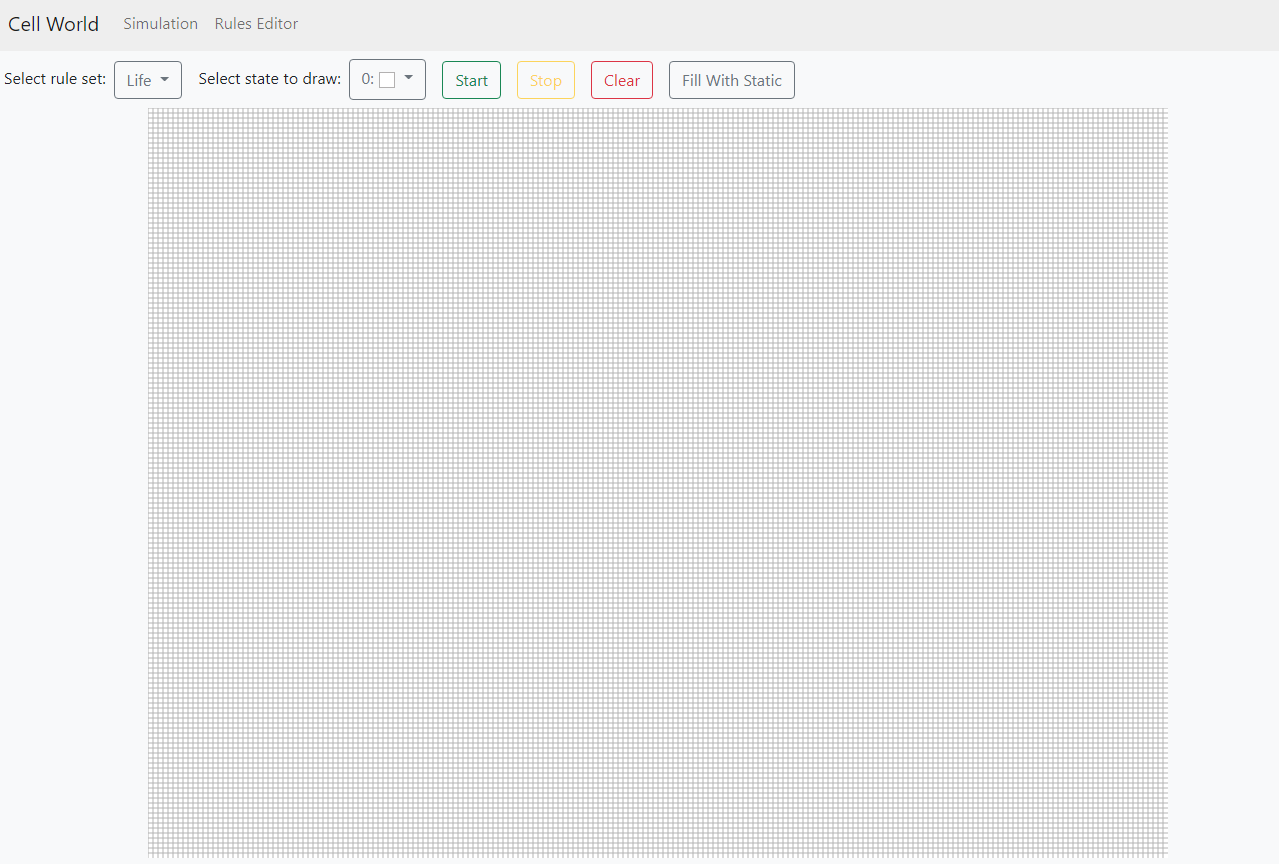 Cell World Simulation Rules Editor
Select rule set: Life Select state to draw: 0: Start Stop Clear Fill With Static